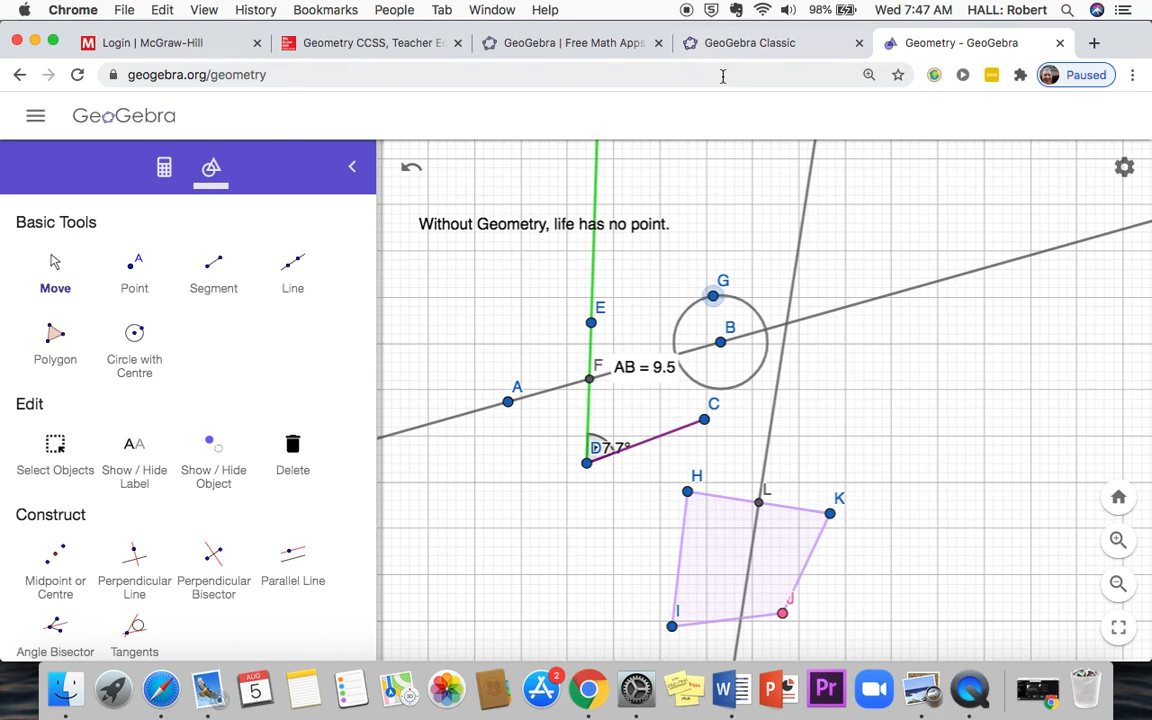 Chrome File Edit View History Bookmarks People Tab Window Help 98% Wed 7:47 AM HALL: Robert
Login | McGraw-Hill Geometry CCSS, Teacher Ec GeoGebra | Free Math Apps GeoGebra Classic Geometry - GeoGebra
geogebra.org/geometry Paused
GeoGebra
Basic Tools
Move Point Segment Line
Polygon Circle with Centre
Edit
Select Objects Show / Hide Label Show / Hide Object Delete
Construct
Midpoint or Centre Perpendicular Line Perpendicular Bisector Parallel Line
Angle Bisector Tangents
Without Geometry, life has no point.
G
E
B
F
AB = 9.5
A
C
D
H
L
K
I
J
AUG 5
2